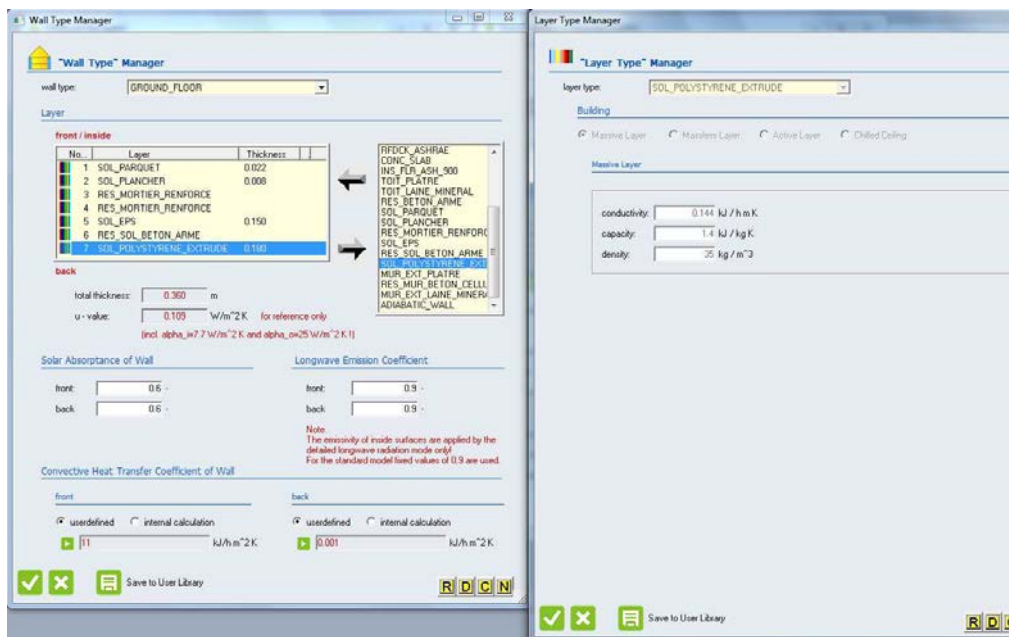 Wall Type Manager
"Wall Type" Manager
wall type: GROUND_FLOOR
Layer
front / inside
No... Layer Thickness
1 SOL_PARQUET 0.022
2 SOL_PLANCHER 0.008
3 RES_MORTIER_RENFORCE
4 RES_MORTIER_RENFORCE
5 SOL_EPS 0.150
6 RES_SOL_BETON_ARME
7 SOL_POLYSTYRENE_EXTRUDE 0.180
back
RFDCK_ASHRAE
CONC_SLAB
INS_FLR_ASH_900
TOIT_PLATRE
TOIT_LAINE_MINERAL
RES_BETON_ARME
SOL_PARQUET
SOL_PLANCHER
RES_MORTIER_RENFORC
SOL_EPS
RES_SOL_BETON_ARME
SOL_POLYSTYRENE_EXT
MUR_EXT_PLATRE
RES_MUR_BETON_CELLU
MUR_EXT_LAINE_MINERA
ADIABATIC_WALL
total thickness: 0.360 m
u - value: 0.109 W/m^2 K for reference only
(incl. alpha_i=7.7 W/m^2 K and alpha_o=25 W/m^2 K !)
Solar Absorptance of Wall
front: 0.6 -
back: 0.6 -
Longwave Emission Coefficient
front: 0.9 -
back: 0.9 -
Note.
The emissivity of inside surfaces are applied by the
detailed longwave radiation mode only!
For the standard model fixed values of 0.9 are used.
Convective Heat Transfer Coefficient of Wall
front
userdefined internal calculation
11 kJ/h m^2 K
back
userdefined internal calculation
0.001 kJ/h m^2 K
Save to User Library
R D C N
Layer Type Manager
"Layer Type" Manager
layer type: SOL_POLYSTYRENE_EXTRUDE
Building
Massive Layer Massless Layer Active Layer Chilled Ceiling
Massive Layer
conductivity: 0.144 kJ / h m K
capacity: 1.4 kJ / kg K
density: 35 kg / m^3
Save to User Library
R D